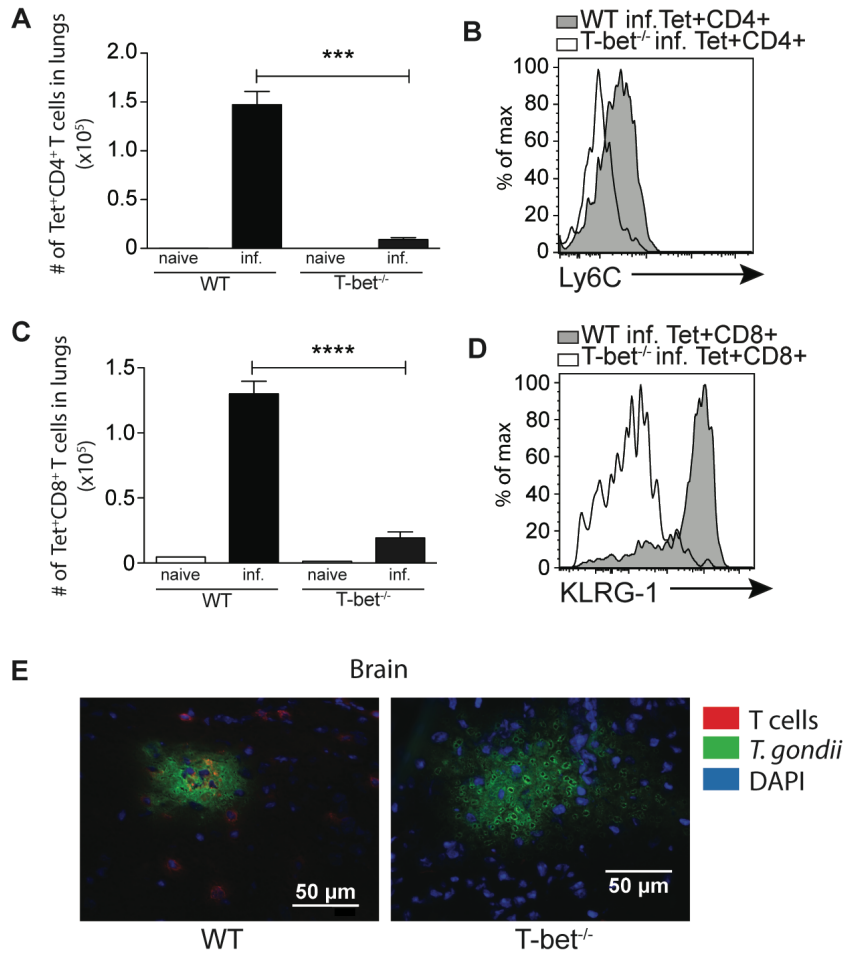 A
# of Tet⁺CD4⁺ T cells in lungs
(x10⁵)
2.0
1.5
1.0
0.5
0
***
naive inf. naive inf.
WT T-bet⁻/⁻
B
WT inf.Tet+CD4+
T-bet⁻/⁻ inf. Tet+CD4+
% of max
100
80
60
40
20
0
Ly6C
C
# of Tet⁺CD8⁺ T cells in lungs
(x10⁵)
1.5
1.0
0.5
0
****
naive inf. naive inf.
WT T-bet⁻/⁻
D
WT inf. Tet+CD8+
T-bet⁻/⁻ inf. Tet+CD8+
% of max
100
80
60
40
20
0
KLRG-1
E
Brain
50 µm
50 µm
WT T-bet⁻/⁻
T cells
T. gondii
DAPI